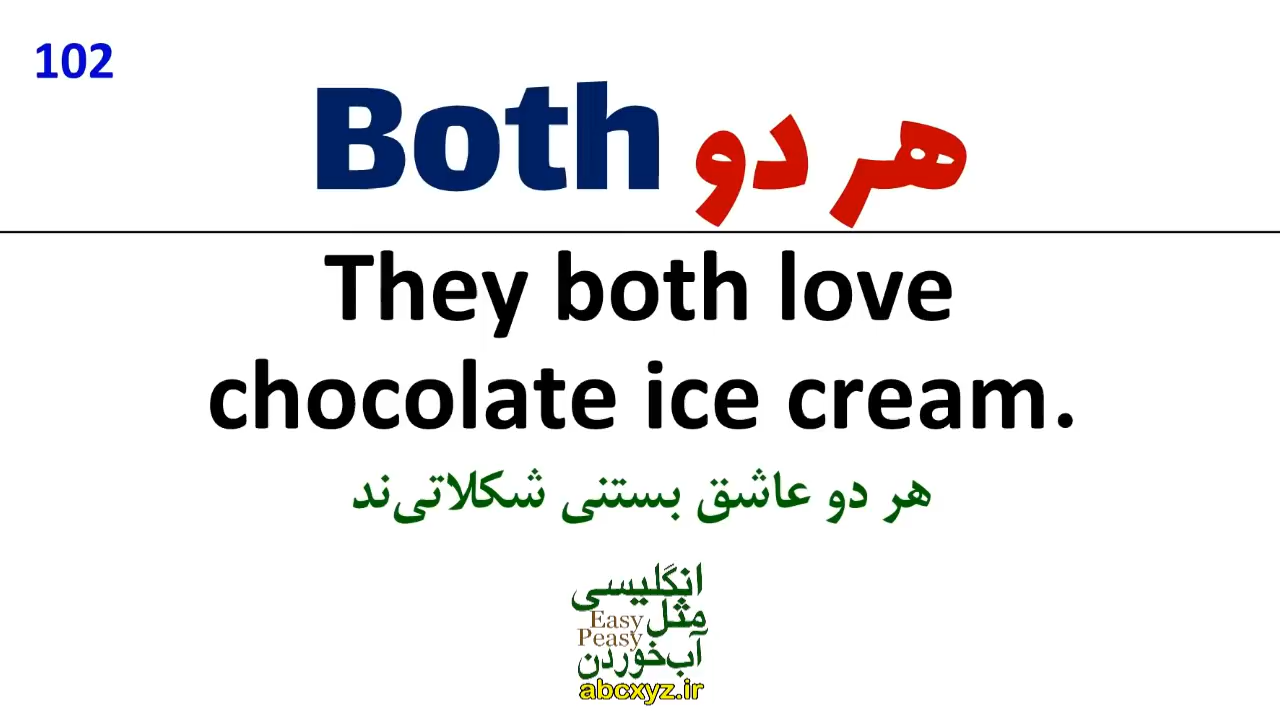 102
Both هر دو
They both love
chocolate ice cream.
هر دو عاشق بستنی شکلاتی‌ند
انگلیسی
مثل Easy
Peasy
آب‌خوردن
abcxyz.ir